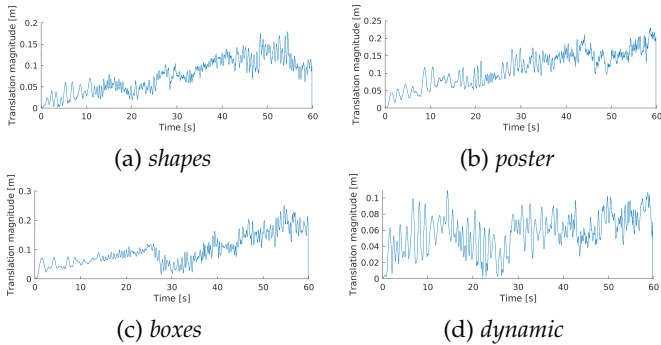 Translation magnitude [m]
0.2
0.15
0.1
0.05
0
0 10 20 30 40 50 60
Time [s]
(a) shapes
Translation magnitude [m]
0.25
0.2
0.15
0.1
0.05
0
0 10 20 30 40 50 60
Time [s]
(b) poster
Translation magnitude [m]
0.3
0.2
0.1
0
0 10 20 30 40 50 60
Time [s]
(c) boxes
Translation magnitude [m]
0.1
0.08
0.06
0.04
0.02
0
0 10 20 30 40 50 60
Time [s]
(d) dynamic